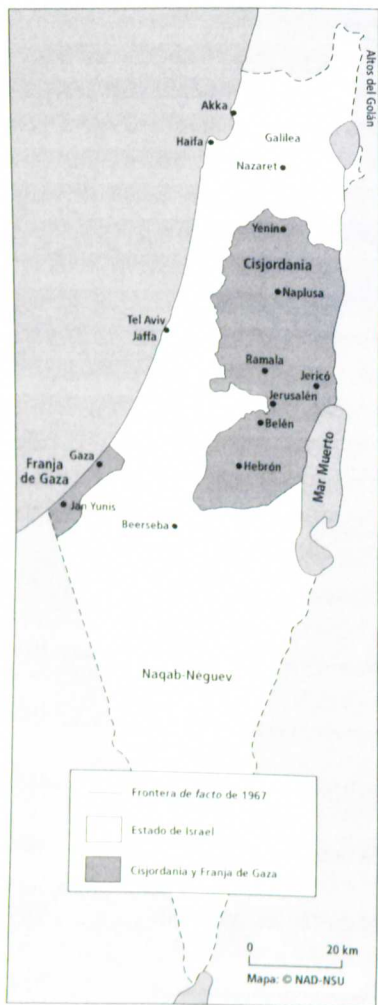 Altos del Golán
Akka
Haifa
Galilea
Nazaret
Yenín
Cisjordania
Naplusa
Tel Aviv
Jaffa
Ramala
Jericó
Jerusalén
Belén
Gaza
Franja
de Gaza
Hebrón
Mar Muerto
Jan Yunis
Beerseba
Naqab-Néguev
Frontera de facto de 1967
Estado de Israel
Cisjordania y Franja de Gaza
0 20 km
Mapa: © NAD-NSU